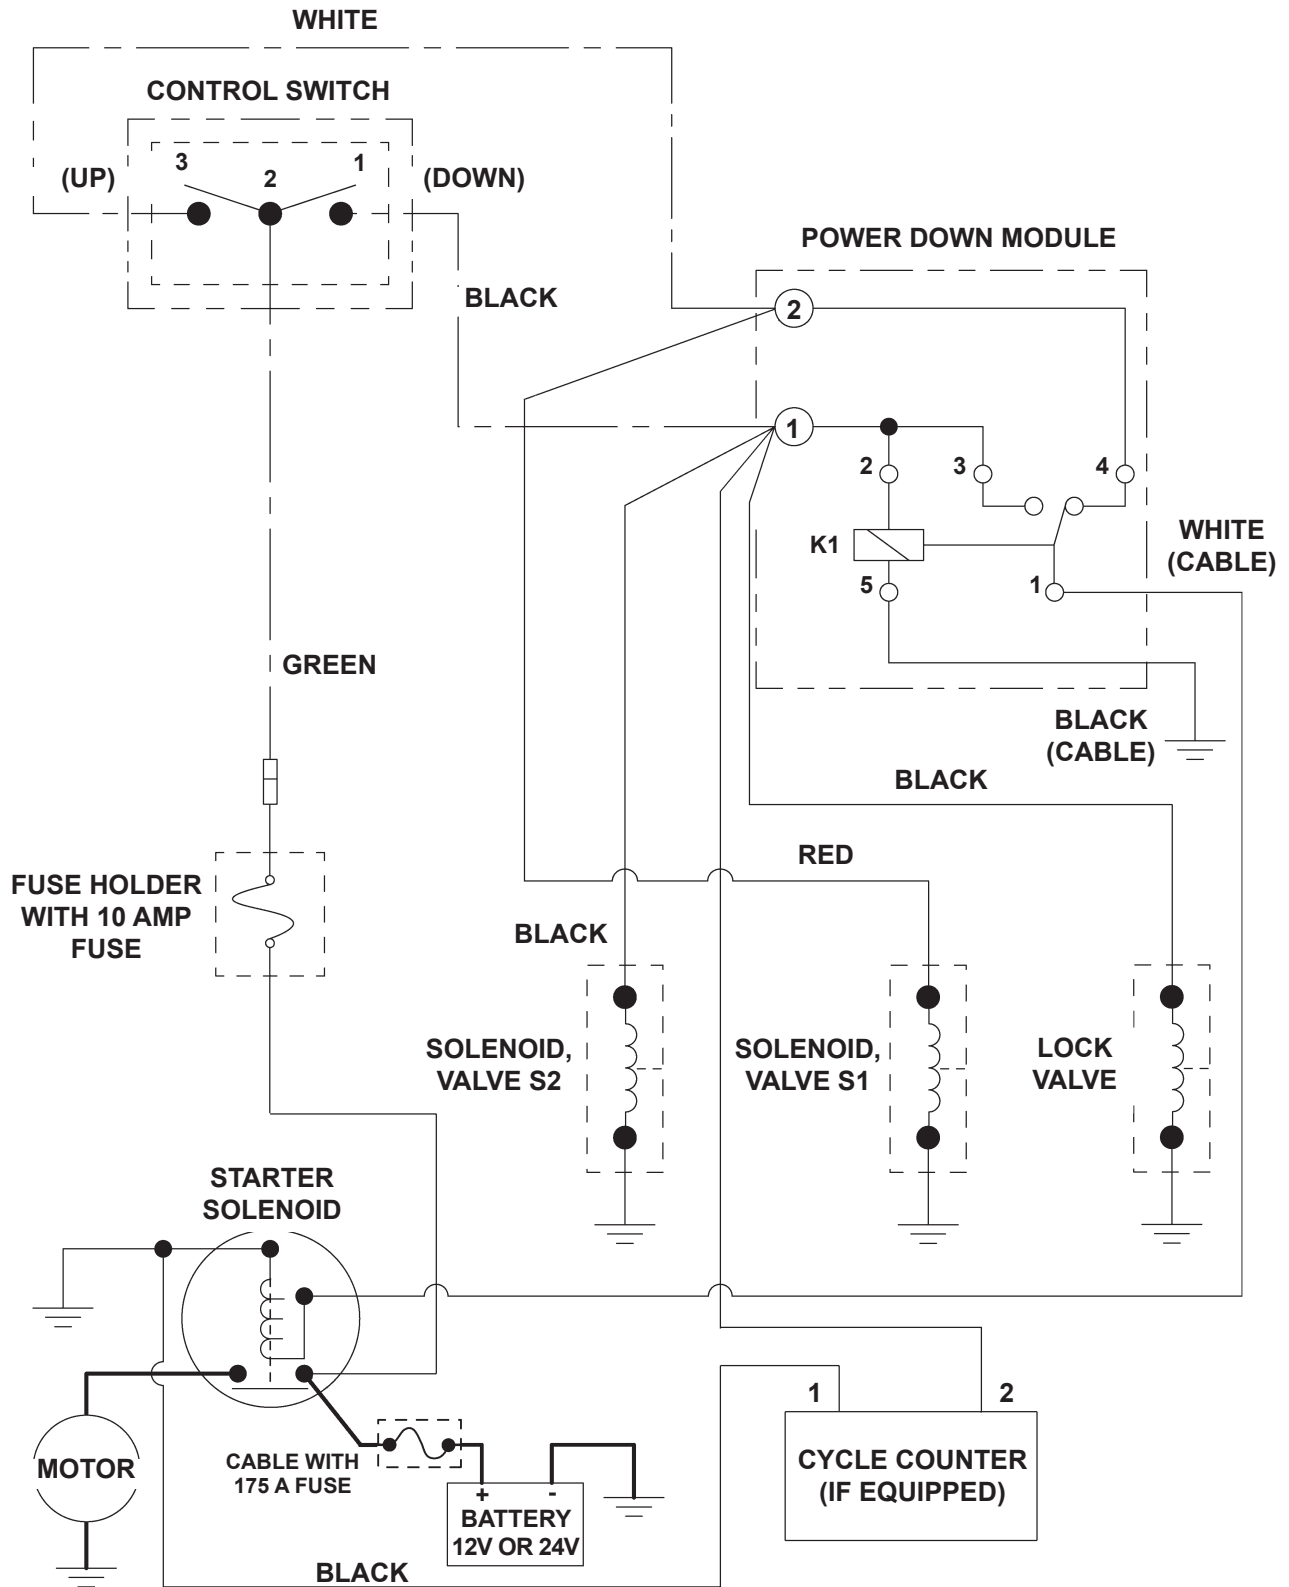 WHITE
CONTROL SWITCH
3
1
(UP)
2
(DOWN)
POWER DOWN MODULE
BLACK
2
1
2
3
4
WHITE
(CABLE)
K1
5
1
GREEN
BLACK
(CABLE)
BLACK
RED
FUSE HOLDER
WITH 10 AMP
FUSE
BLACK
SOLENOID,
VALVE S2
SOLENOID,
VALVE S1
LOCK
VALVE
STARTER
SOLENOID
1
2
MOTOR
CABLE WITH
175 A FUSE
CYCLE COUNTER
(IF EQUIPPED)
+ -
BATTERY
12V OR 24V
BLACK